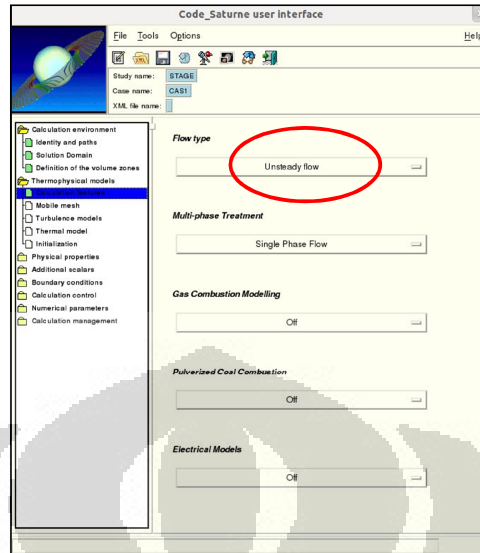 Code_Saturne user interface
File Tools Options Help
Study name: STAGE
Case name: CAS1
XML file name:
Calculation environment
Identity and paths
Solution Domain
Definition of the volume zones
Thermophysical models
Mobile mesh
Turbulence models
Thermal model
Initialization
Physical properties
Additional scalars
Boundary conditions
Calculation control
Numerical parameters
Calculation management
Flow type
Unsteady flow
Multi-phase Treatment
Single Phase Flow
Gas Combustion Modelling
Off
Pulverized Coal Combustion
Off
Electrical Models
Off